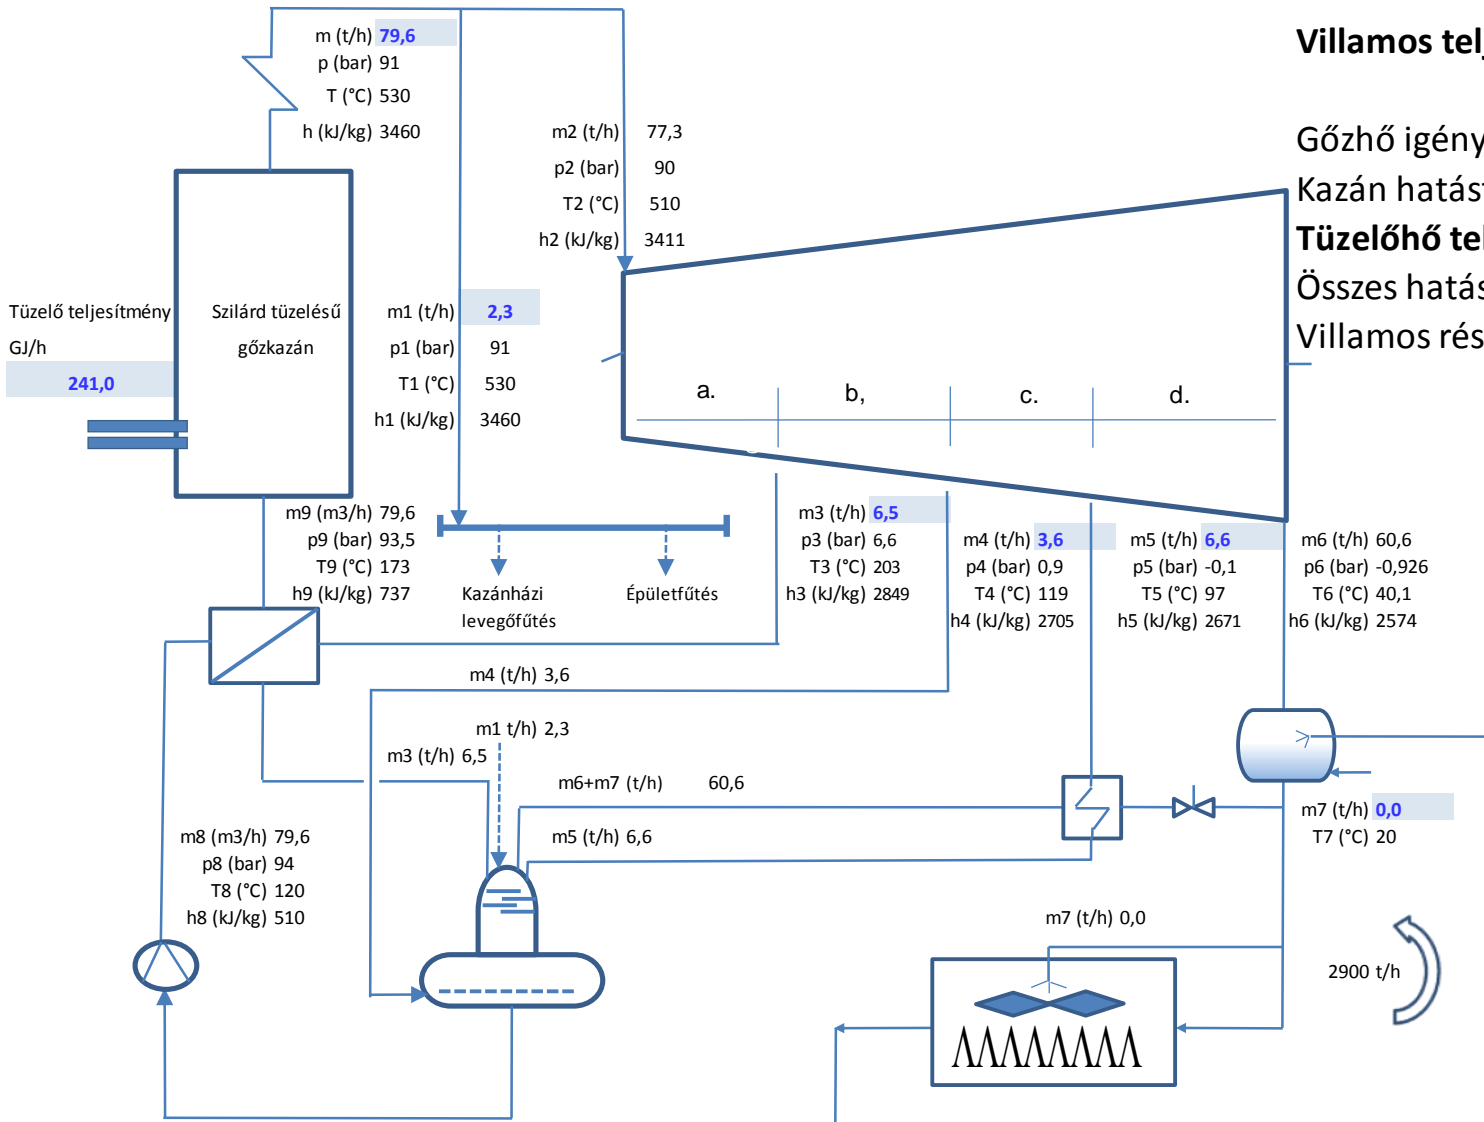 m (t/h) 79,6
p (bar) 91
T (°C) 530
h (kJ/kg) 3460
Villamos tel
Gőzhő igény
Kazán hatás
Tüzelőhő te
Összes hatás
Villamos rés
m2 (t/h) 77,3
p2 (bar) 90
T2 (°C) 510
h2 (kJ/kg) 3411
Tüzelő teljesítmény
GJ/h
241,0
Szilárd tüzelésű
gőzkazán
m1 (t/h) 2,3
p1 (bar) 91
T1 (°C) 530
h1 (kJ/kg) 3460
a. b, c. d.
m9 (m3/h) 79,6
p9 (bar) 93,5
T9 (°C) 173
h9 (kJ/kg) 737
Kazánházi
levegőfűtés
Épületfűtés
m3 (t/h) 6,5
p3 (bar) 6,6
T3 (°C) 203
h3 (kJ/kg) 2849
m4 (t/h) 3,6
p4 (bar) 0,9
T4 (°C) 119
h4 (kJ/kg) 2705
m5 (t/h) 6,6
p5 (bar) -0,1
T5 (°C) 97
h5 (kJ/kg) 2671
m6 (t/h) 60,6
p6 (bar) -0,926
T6 (°C) 40,1
h6 (kJ/kg) 2574
m4 (t/h) 3,6
m1 t/h) 2,3
m3 (t/h) 6,5
m6+m7 (t/h) 60,6
m5 (t/h) 6,6
m7 (t/h) 0,0
T7 (°C) 20
m8 (m3/h) 79,6
p8 (bar) 94
T8 (°C) 120
h8 (kJ/kg) 510
m7 (t/h) 0,0
2900 t/h